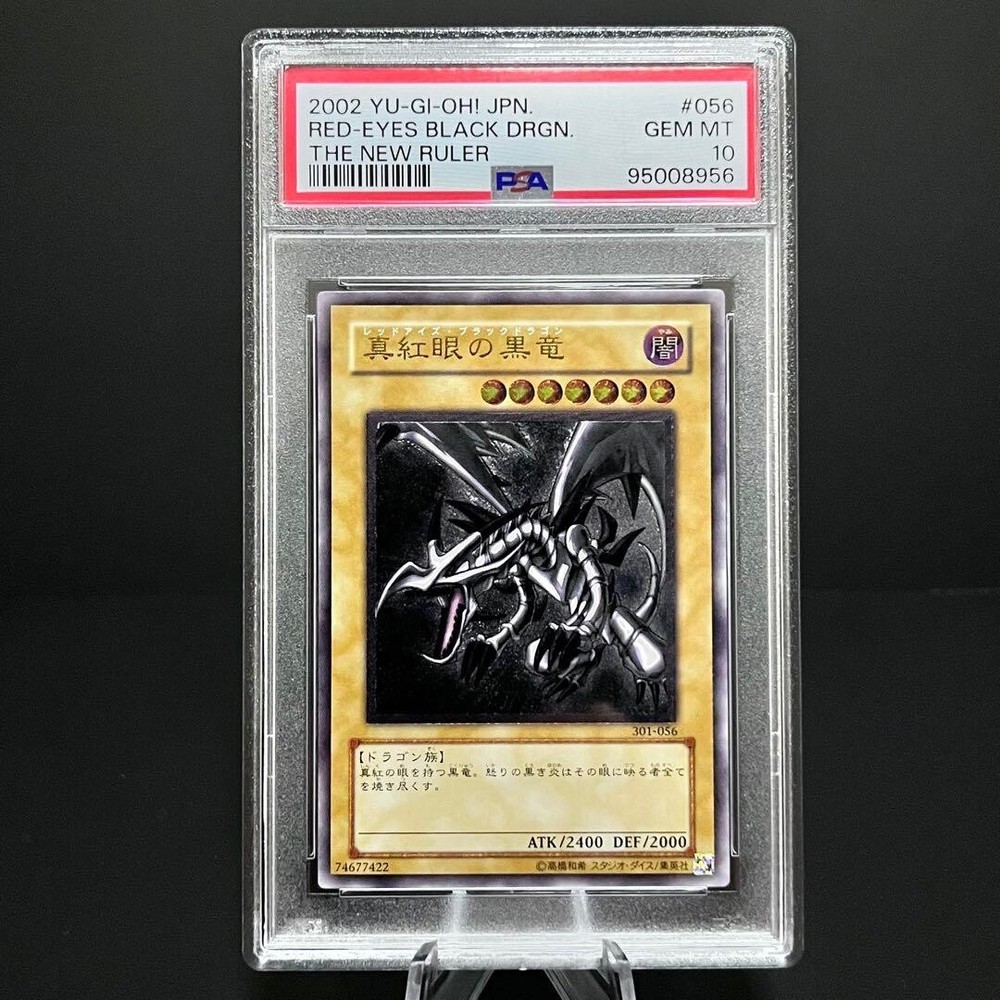 2002 YU-GI-OH! JPN. #056
RED-EYES BLACK DRGN. GEM MT
THE NEW RULER 10
PSA 95008956
レッドアイズ・ブラックドラゴン
真紅眼の黒竜
やみ
闇
301-056
【ドラゴン族】
真紅の眼を持つ黒竜。怒りの黒き炎はその眼に映る者全て
を焼き尽くす。
ATK/2400 DEF/2000
74677422 ©高橋和希 スタジオ・ダイス/集英社